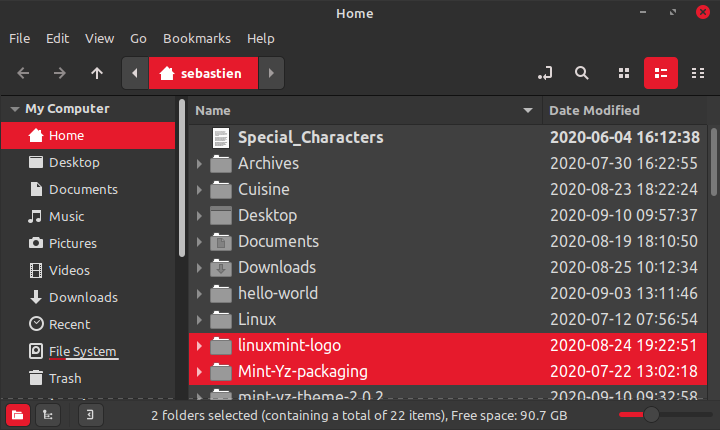 Home
File Edit View Go Bookmarks Help
sebastien
My Computer
Home
Desktop
Documents
Music
Pictures
Videos
Downloads
Recent
File System
Trash
Name Date Modified
Special_Characters 2020-06-04 16:12:38
Archives 2020-07-30 16:22:55
Cuisine 2020-08-23 18:22:24
Desktop 2020-09-10 09:57:37
Documents 2020-08-19 18:10:50
Downloads 2020-08-25 10:12:34
hello-world 2020-09-03 13:11:46
Linux 2020-07-12 07:56:54
linuxmint-logo 2020-08-24 19:22:51
Mint-Yz-packaging 2020-07-22 13:02:18
mint-yz-theme-2.0.2 2020-09-10 09:32:58
2 folders selected (containing a total of 22 items), Free space: 90.7 GB